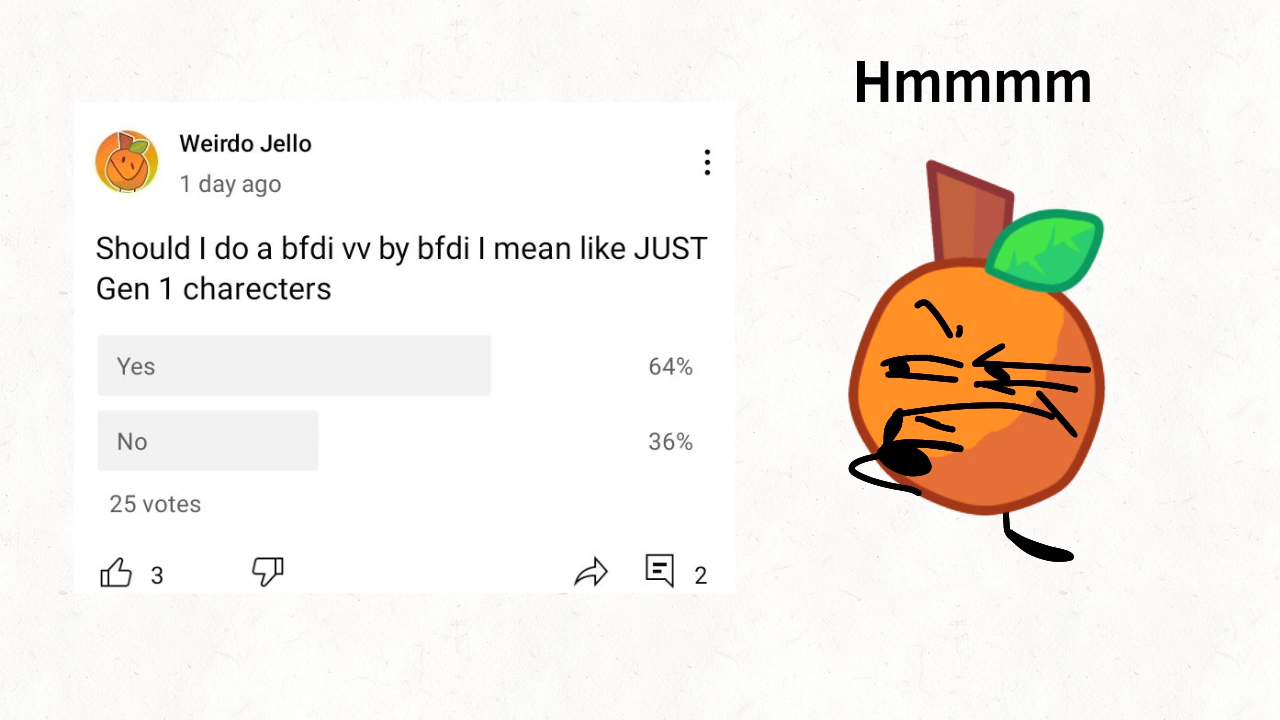 Hmmmm
Weirdo Jello
1 day ago
Should I do a bfdi vv by bfdi I mean like JUST
Gen 1 charecters
Yes 64%
No 36%
25 votes
3 2